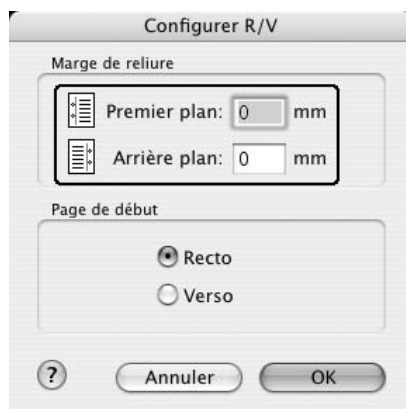 Configurer R/V
Marge de reliure
Premier plan: 0 mm
Arrière plan: 0 mm
Page de début
Recto
Verso
? Annuler OK